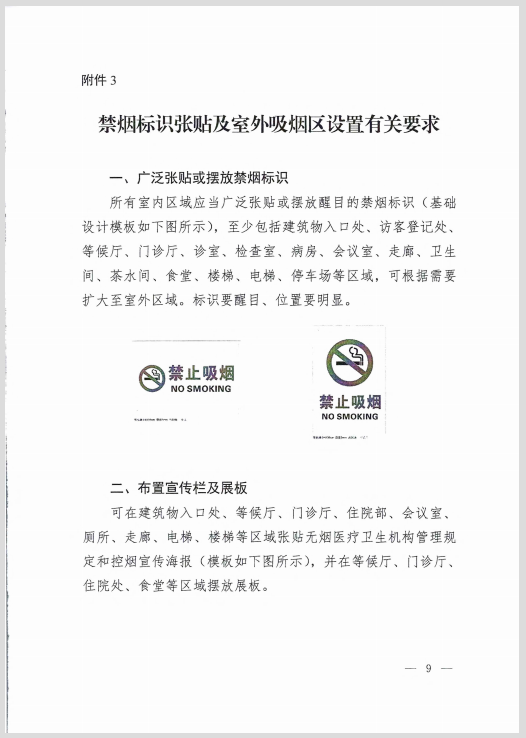 附件 3
禁烟标识张贴及室外吸烟区设置有关要求
一、广泛张贴或摆放禁烟标识
所有室内区域应当广泛张贴或摆放醒目的禁烟标识（基础
设计模板如下图所示），至少包括建筑物入口处、访客登记处、
等候厅、门诊厅、诊室、检查室、病房、会议室、走廊、卫生
间、茶水间、食堂、楼梯、电梯、停车场等区域，可根据需要
扩大至室外区域。标识要醒目、位置要明显。
禁止吸烟
NO SMOKING
禁止吸烟
NO SMOKING
二、布置宣传栏及展板
可在建筑物入口处、等候厅、门诊厅、住院部、会议室、
厕所、走廊、电梯、楼梯等区域张贴无烟医疗卫生机构管理规
定和控烟宣传海报（模板如下图所示），并在等候厅、门诊厅、
住院处、食堂等区域摆放展板。
— 9 —